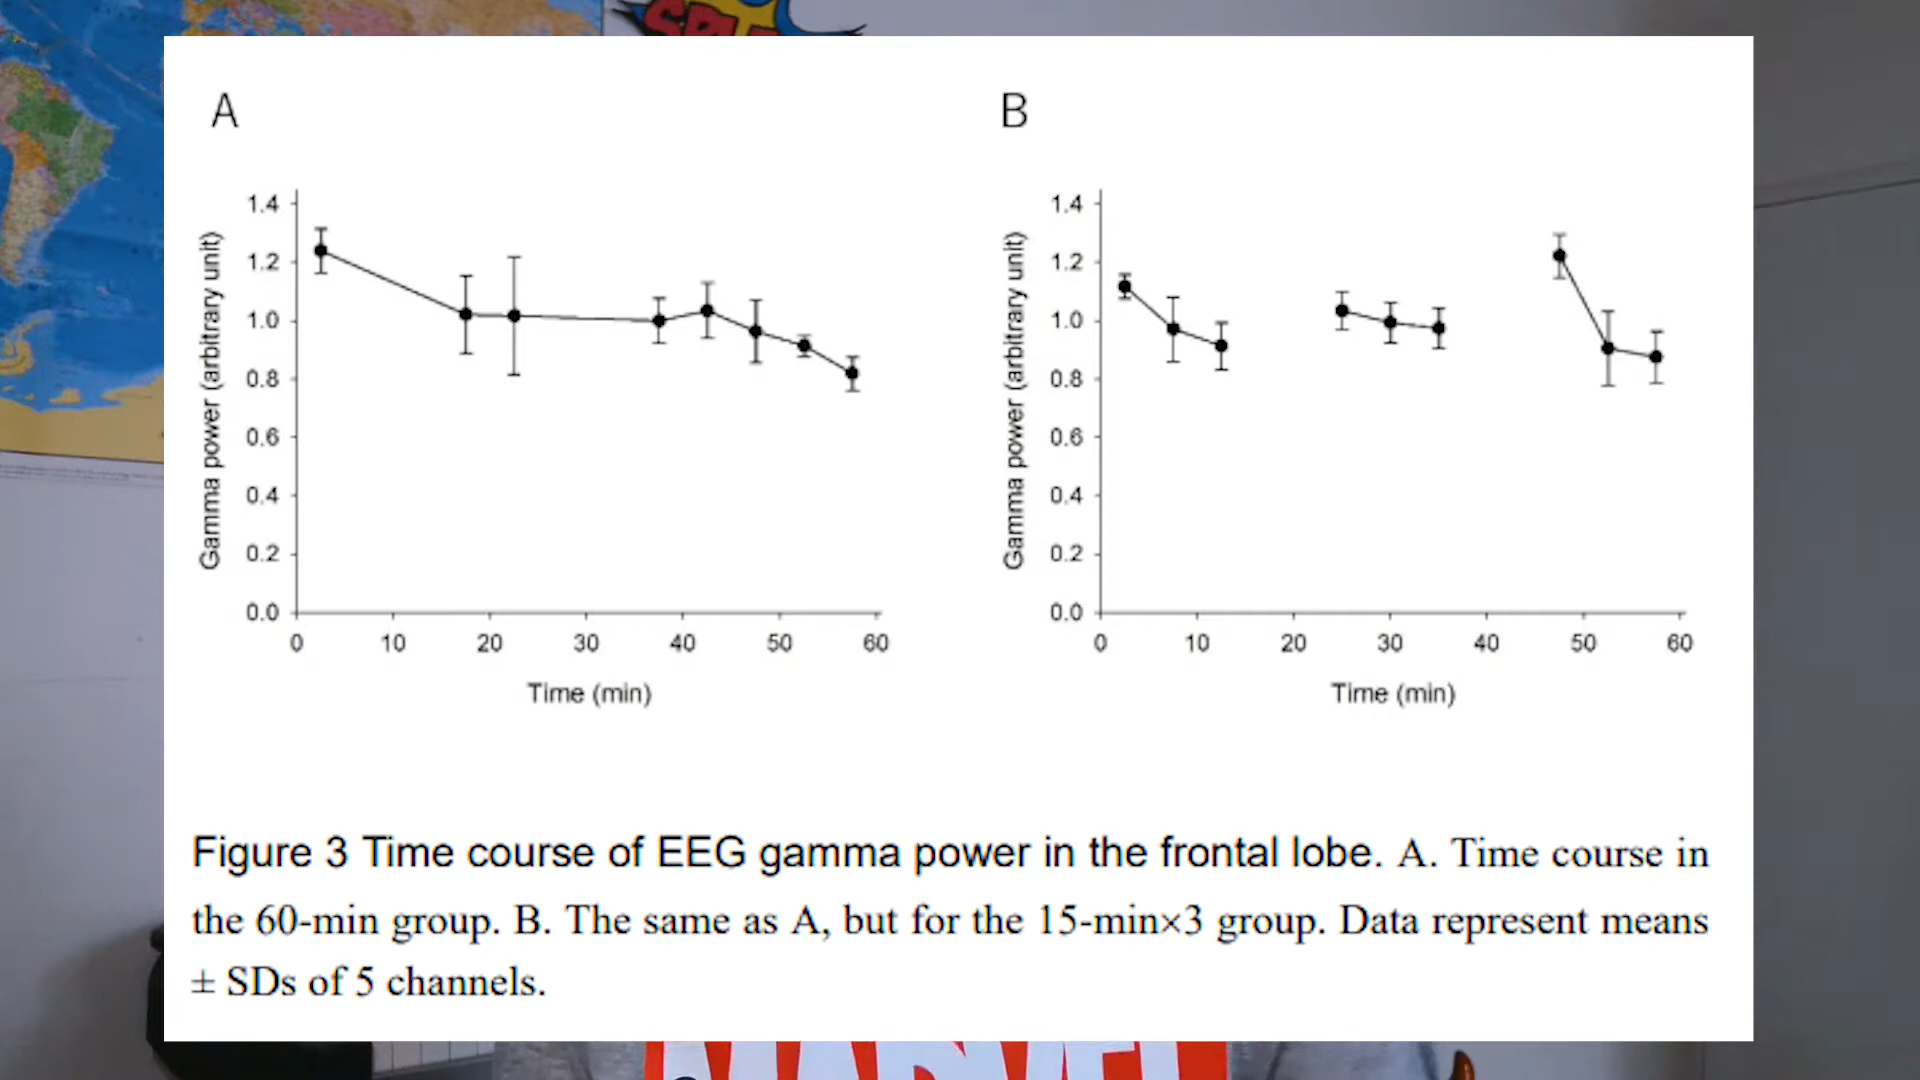 A
B
1.4
1.2
1.0
0.8
0.6
0.4
0.2
0.0
Gamma power (arbitrary unit)
0 10 20 30 40 50 60
Time (min)
1.4
1.2
1.0
0.8
0.6
0.4
0.2
0.0
Gamma power (arbitrary unit)
0 10 20 30 40 50 60
Time (min)
Figure 3 Time course of EEG gamma power in the frontal lobe. A. Time course in
the 60-min group. B. The same as A, but for the 15-min×3 group. Data represent means
± SDs of 5 channels.